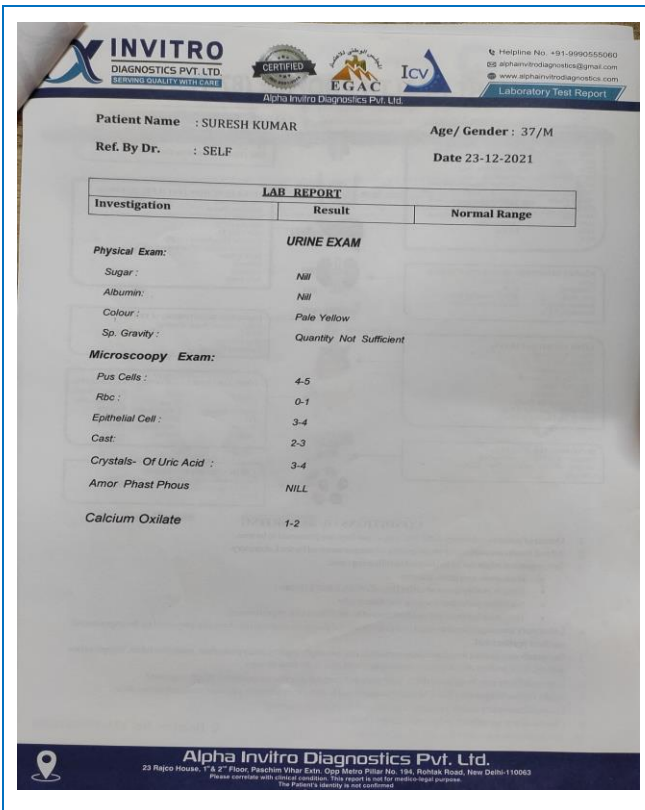 INVITRO
DIAGNOSTICS PVT. LTD.
SERVING QUALITY WITH CARE
CERTIFIED
EGAC
ICV
Helpline No. +91-9990555060
alphainvitrodiagnostics@gmail.com
www.alphainvitrodiagnostics.com
Laboratory Test Report
Alpha Invitro Diagnostics Pvt. Ltd.
Patient Name : SURESH KUMAR
Age/ Gender : 37/M
Ref. By Dr. : SELF
Date 23-12-2021
LAB REPORT
Investigation Result Normal Range
URINE EXAM
Physical Exam:
Sugar : Nill
Albumin: Nill
Colour : Pale Yellow
Sp. Gravity : Quantity Not Sufficient
Microscoopy Exam:
Pus Cells : 4-5
Rbc : 0-1
Epithelial Cell : 3-4
Cast: 2-3
Crystals- Of Uric Acid : 3-4
Amor Phast Phous NILL
Calcium Oxilate 1-2
Alpha Invitro Diagnostics Pvt. Ltd.
23 Rajco House, 1st & 2nd Floor, Paschim Vihar Extn. Opp Metro Pillar No. 194, Rohtak Road, New Delhi-110063
Please correlate with clinical condition. This report is not for medico-legal purpose.
The Patient's identity is not confirmed